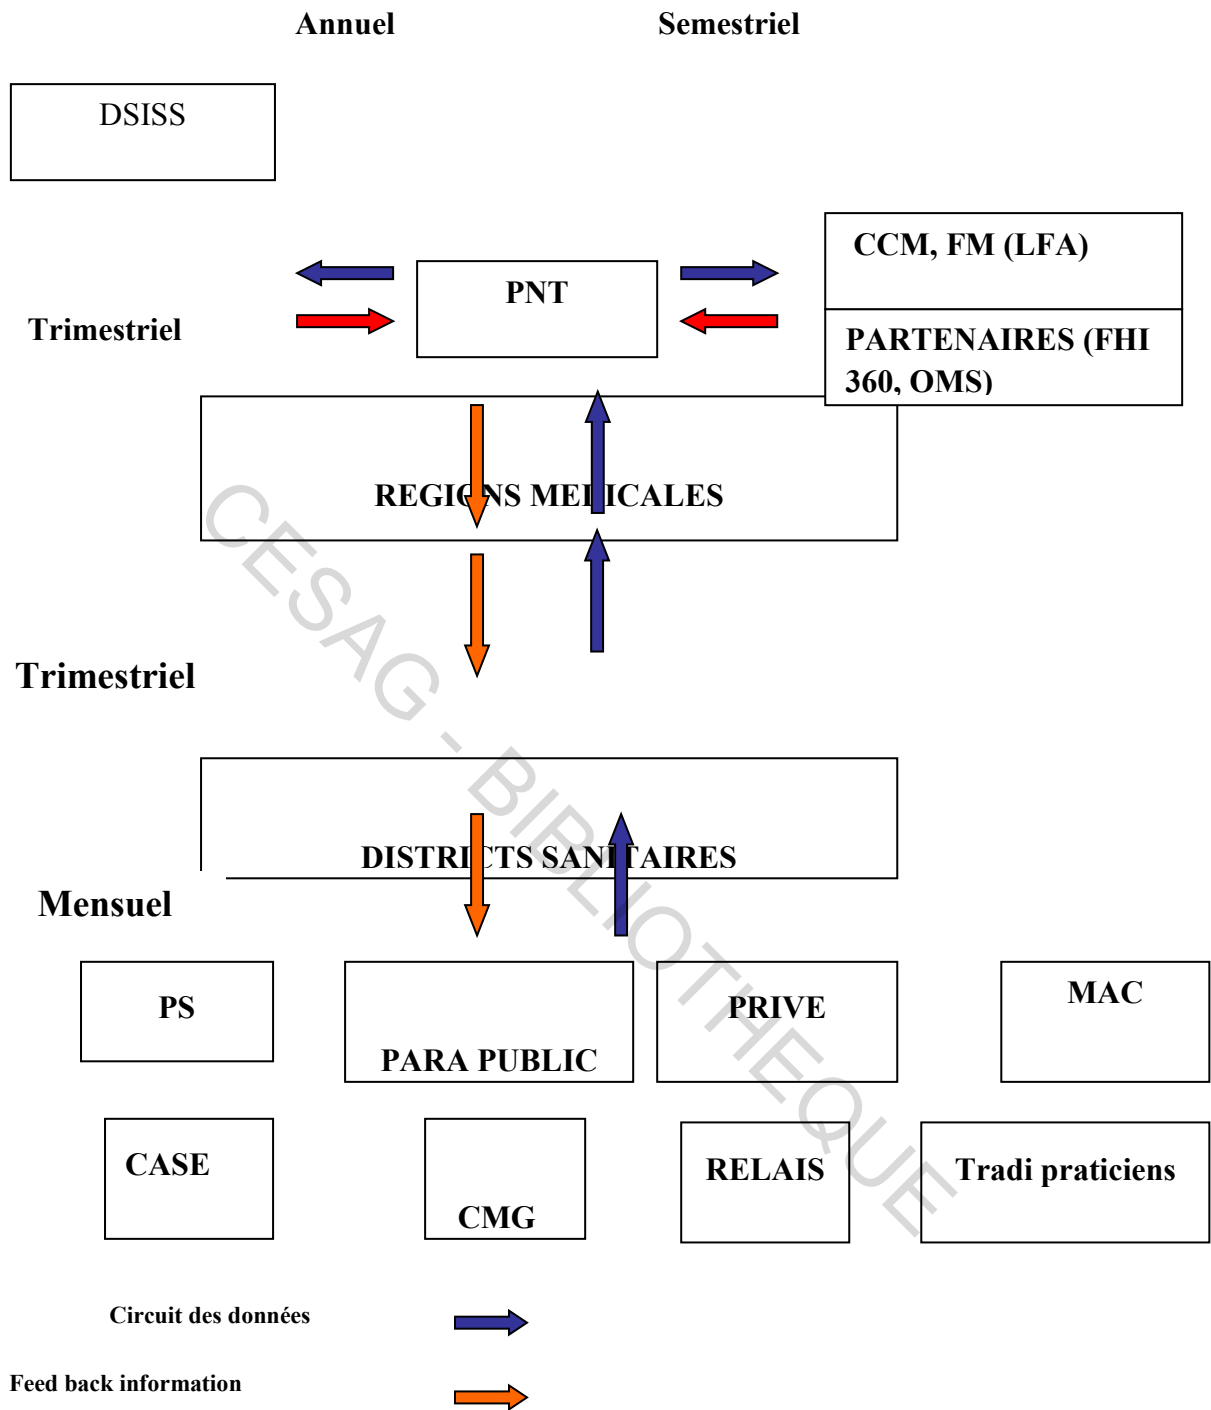 Annuel
Semestriel
DSISS
CCM, FM (LFA)
PNT
Trimestriel
PARTENAIRES (FHI
360, OMS)
REGIONS MEDICALES
Trimestriel
DISTRICTS SANITAIRES
Mensuel
PS
PARA PUBLIC
PRIVE
MAC
CASE
CMG
RELAIS
Tradi praticiens
Circuit des données
Feed back information
CESAG - BIBLIOTHEQUE